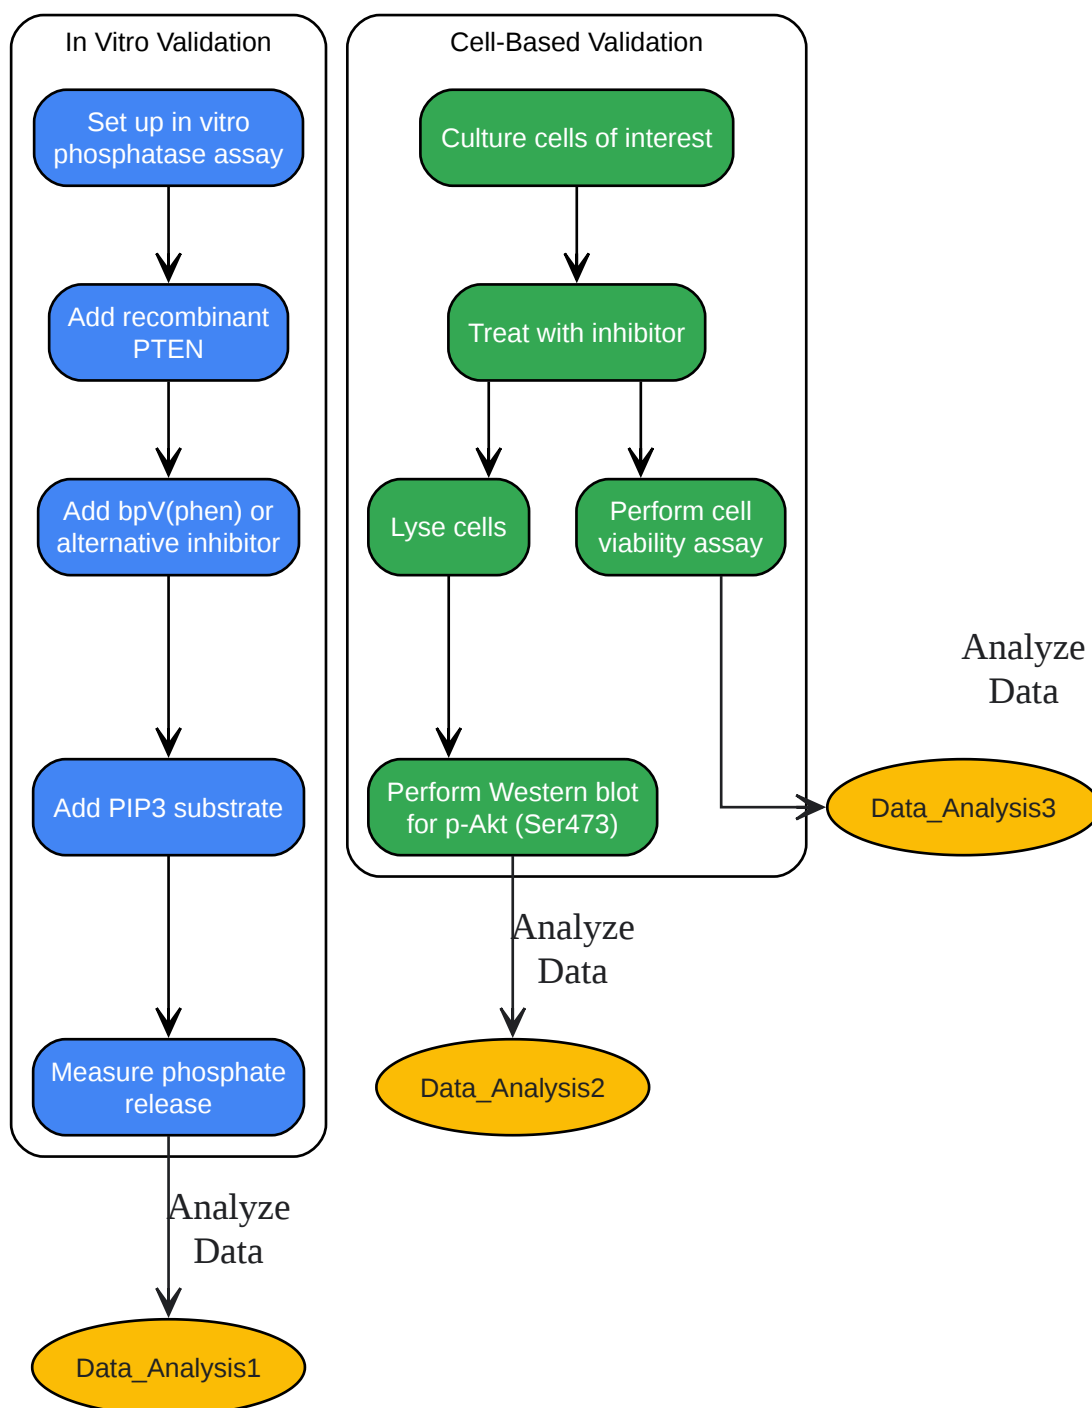 In Vitro Validation
Set up in vitro
phosphatase assay
Add recombinant
PTEN
Add bpV(phen) or
alternative inhibitor
Add PIP3 substrate
Measure phosphate
release
Analyze
Data
Data_Analysis1
Cell-Based Validation
Culture cells of interest
Treat with inhibitor
Lyse cells
Perform cell
viability assay
Perform Western blot
for p-Akt (Ser473)
Analyze
Data
Data_Analysis2
Analyze
Data
Data_Analysis3